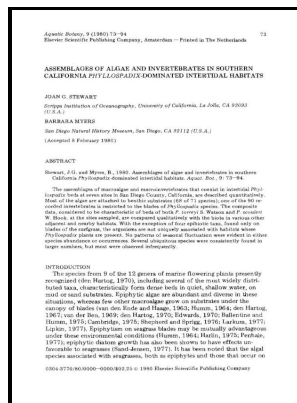 Aquatic Botany, 9 (1980) 73—94
73
Elsevier Scientific Publishing Company, Amsterdam — Printed in The Netherlands
ASSEMBLAGES OF ALGAE AND INVERTEBRATES IN SOUTHERN
CALIFORNIA PHYLLOSPADIX-DOMINATED INTERTIDAL HABITATS
JOAN G. STEWART
Scripps Institution of Oceanography, University of California, La Jolla, CA 92093
(U.S.A.)
BARBARA MYERS
San Diego Natural History Museum, San Diego, CA 92112 (U.S.A.)
(Accepted 8 February 1980)
ABSTRACT
Stewart, J.G. and Myers, B., 1980. Assemblages of algae and invertebrates in southern
California Phyllospadix-dominated intertidal habitats. Aquat. Bot., 9: 73—94.
The assemblages of macroalgae and macroinvertebrates that coexist in intertidal Phyl-
lospadix beds at seven sites in San Diego County, California, are described quantitatively.
Most of the algae are attached to benthic substrates (68 of 71 species); one of the 90 re-
corded invertebrates is restricted to the blades of Phyllospadix species. The composite
data, considered to be characteristic of beds of both P. torreyi S. Watson and P. scouleri
W. Hook. at the sites sampled, are compared qualitatively with the biota in various other
adjacent and nearby habitats. With the exception of four epiphytic taxa, found only on
blades of the surfgrass, the organisms are not uniquely associated with habitats where
Phyllospadix plants are present. No patterns of seasonal fluctuation were evident in either
species abundance or occurrence. Several ubiquitous species were consistently found in
larger numbers, but most were observed infrequently.
INTRODUCTION
The species from 9 of the 12 genera of marine flowering plants presently
recognized (den Hartog, 1970), including several of the most widely distri-
buted taxa, characteristically form dense beds in quiet, shallow water, on
mud or sand substrates. Epiphytic algae are abundant and diverse in these
situations, whereas few other macroalgae grow on substrates under the
canopy of blades (van den Ende and Haage, 1963; Humm, 1964; den Hartog,
1967; van der Ben, 1969; den Hartog, 1970; Edwards, 1970; Ballentine and
Humm, 1975; Cambridge, 1975; Shepherd and Sprigg, 1976; Larkum, 1977;
Lipkin, 1977). Epiphytism on seagrass blades may be mutually advantageous
under these environmental conditions (Humm, 1964; Harlin, 1975; Penhale,
1977); epiphytic diatom growth has also been shown to have effects un-
favorable to seagrasses (Sand-Jensen, 1977). It has been noted that the algal
species associated with seagrasses, both as epiphytes and those that occur on
0304-3770/80/0000—0000/$02.25 © 1980 Elsevier Scientific Publishing Company